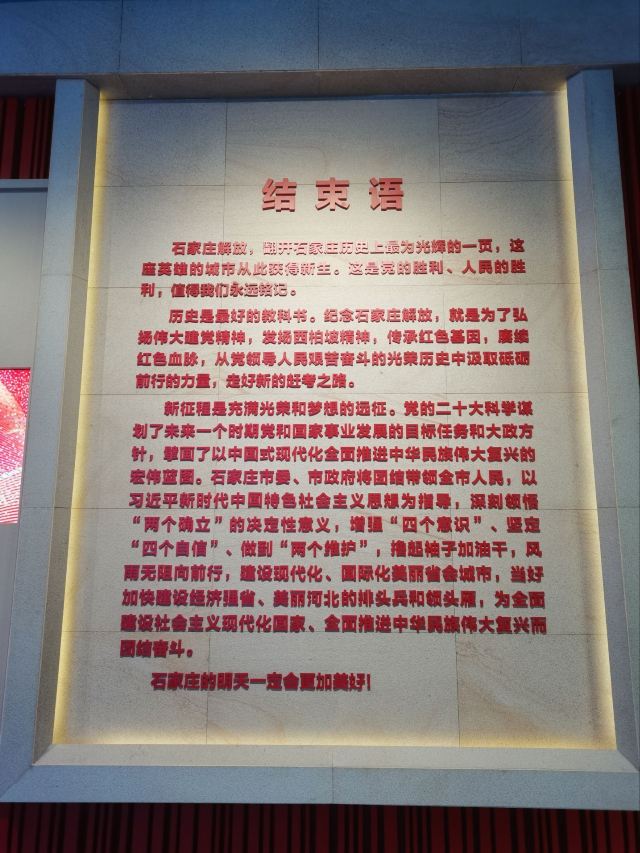 结束语
石家庄解放，翻开石家庄历史上最为光辉的一页，这
座英雄的城市从此获得新生。这是党的胜利、人民的胜
利，值得我们永远铭记。
历史是最好的教科书。纪念石家庄解放，就是为了弘
扬伟大建党精神，发扬西柏坡精神，传承红色基因，赓续
红色血脉，从党领导人民艰苦奋斗的光荣历史中汲取砥砺
前行的力量，走好新的赶考之路。
新征程是充满光荣和梦想的远征。党的二十大科学谋
划了未来一个时期党和国家事业发展的目标任务和大政方
针，擘画了以中国式现代化全面推进中华民族伟大复兴的
宏伟蓝图。石家庄市委、市政府将团结带领全市人民，以
习近平新时代中国特色社会主义思想为指导，深刻领悟
“两个确立”的决定性意义，增强“四个意识”、坚定
“四个自信”、做到“两个维护”，撸起袖子加油干，风
雨无阻向前行，建设现代化、国际化美丽省会城市，当好
加快建设经济强省、美丽河北的排头兵和领头雁，为全面
建设社会主义现代化国家、全面推进中华民族伟大复兴而
团结奋斗。
石家庄的明天一定会更加美好！